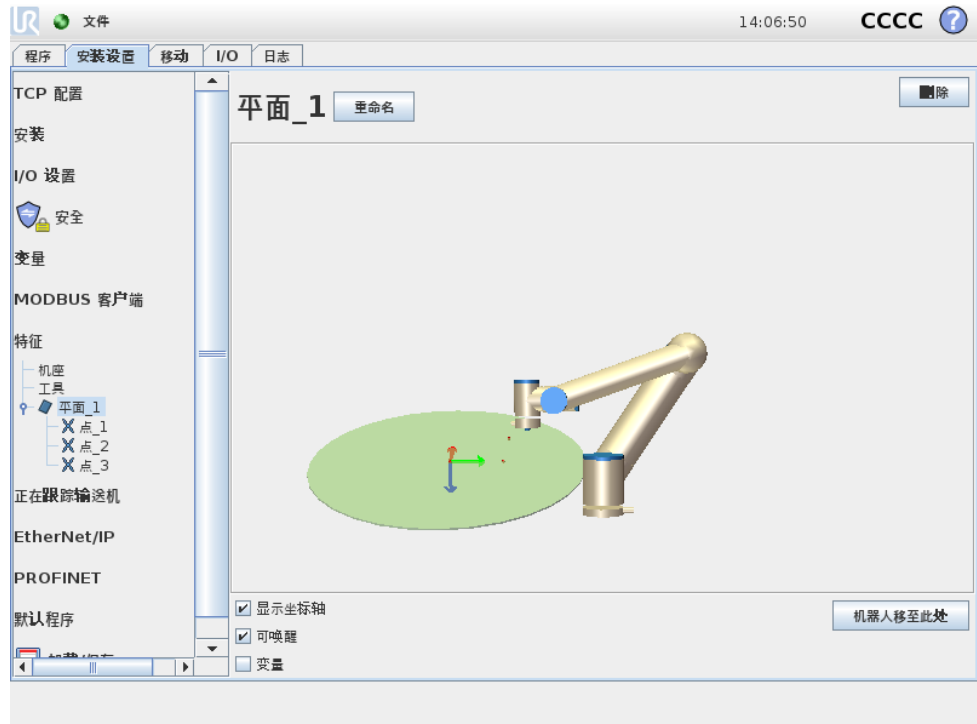 UR 文件 14:06:50 CCCC ?
程序 安装设置 移动 I/O 日志
TCP 配置
安装
I/O 设置
安全
变量
MODBUS 客户端
特征
机座
工具
平面_1
点_1
点_2
点_3
正在跟踪输送机
EtherNet/IP
PROFINET
默认程序
平面_1 重命名
除
显示坐标轴
可唤醒
变量
机器人移至此处